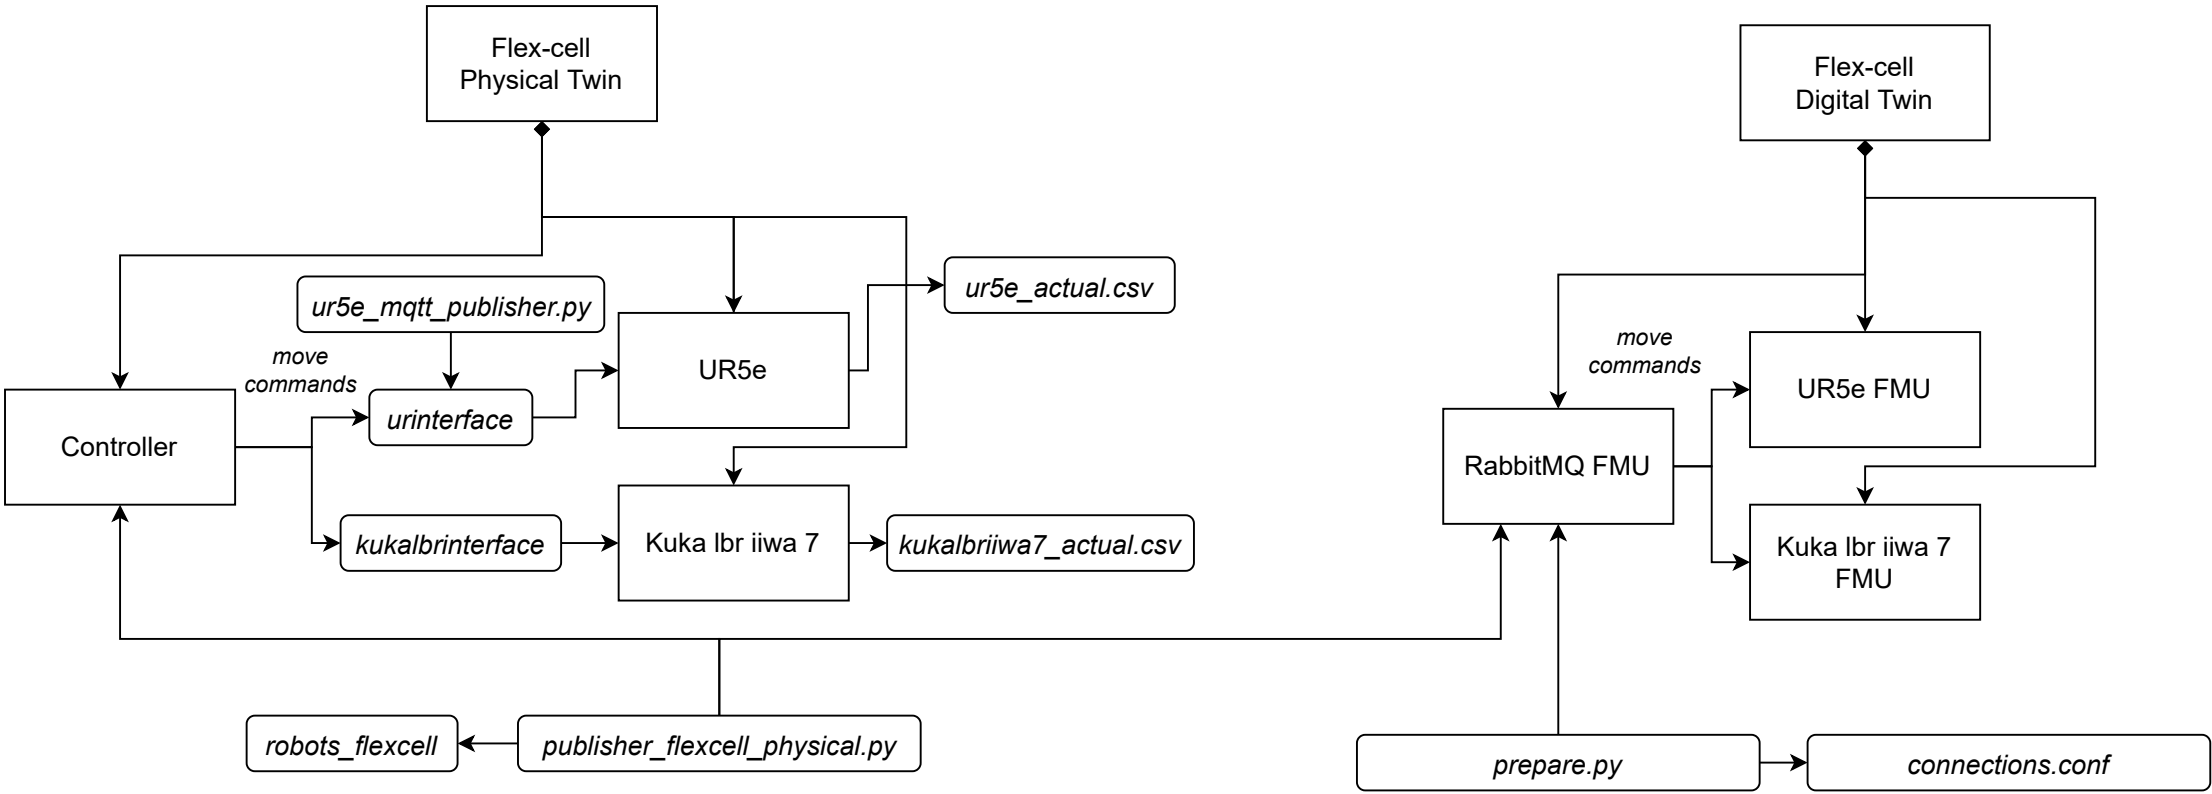 Flex-cell
Physical Twin
Flex-cell
Digital Twin
ur5e_mqtt_publisher.py
ur5e_actual.csv
move
commands
UR5e
urinterface
Controller
kukalbrinterface
Kuka lbr iiwa 7
kukalbriiwa7_actual.csv
move
commands
UR5e FMU
RabbitMQ FMU
Kuka lbr iiwa 7
FMU
robots_flexcell
publisher_flexcell_physical.py
prepare.py
connections.conf